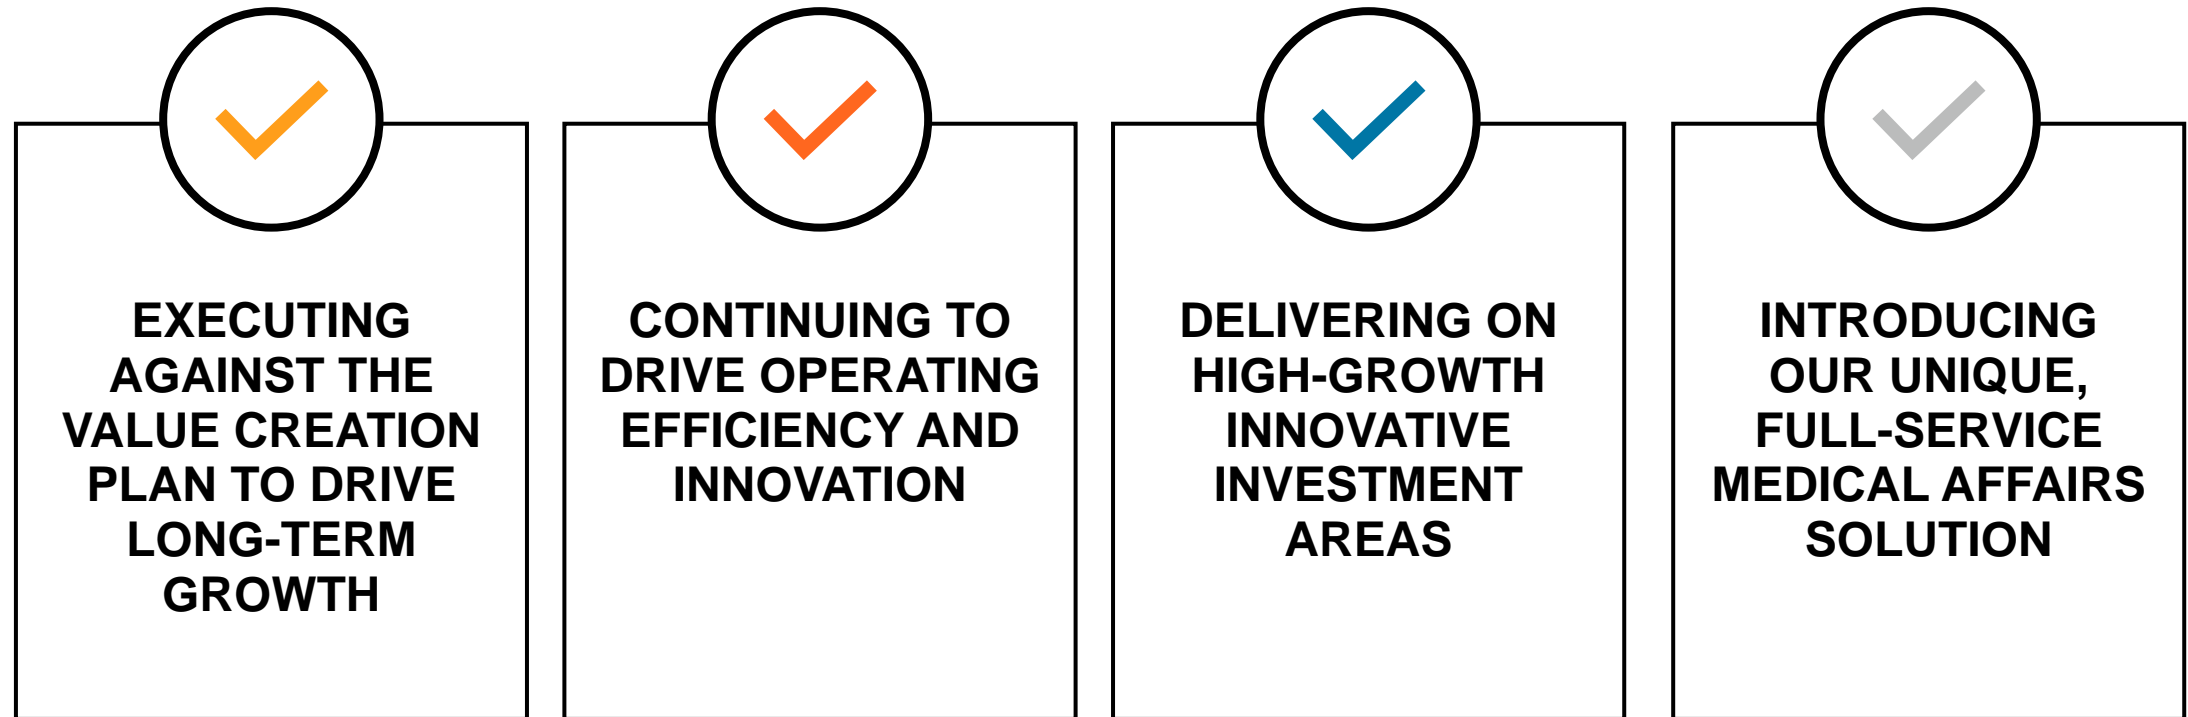 EXECUTING
AGAINST THE
VALUE CREATION
PLAN TO DRIVE
LONG-TERM
GROWTH
CONTINUING TO
DRIVE OPERATING
EFFICIENCY AND
INNOVATION
DELIVERING ON
HIGH-GROWTH
INNOVATIVE
INVESTMENT
AREAS
INTRODUCING
OUR UNIQUE,
FULL-SERVICE
MEDICAL AFFAIRS
SOLUTION